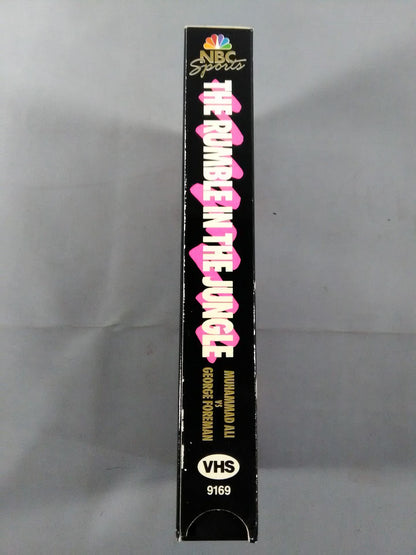 NBC
Sports
THE RUMBLE IN THE JUNGLE
MUHAMMAD ALI
VS
GEORGE FOREMAN
VHS
9169